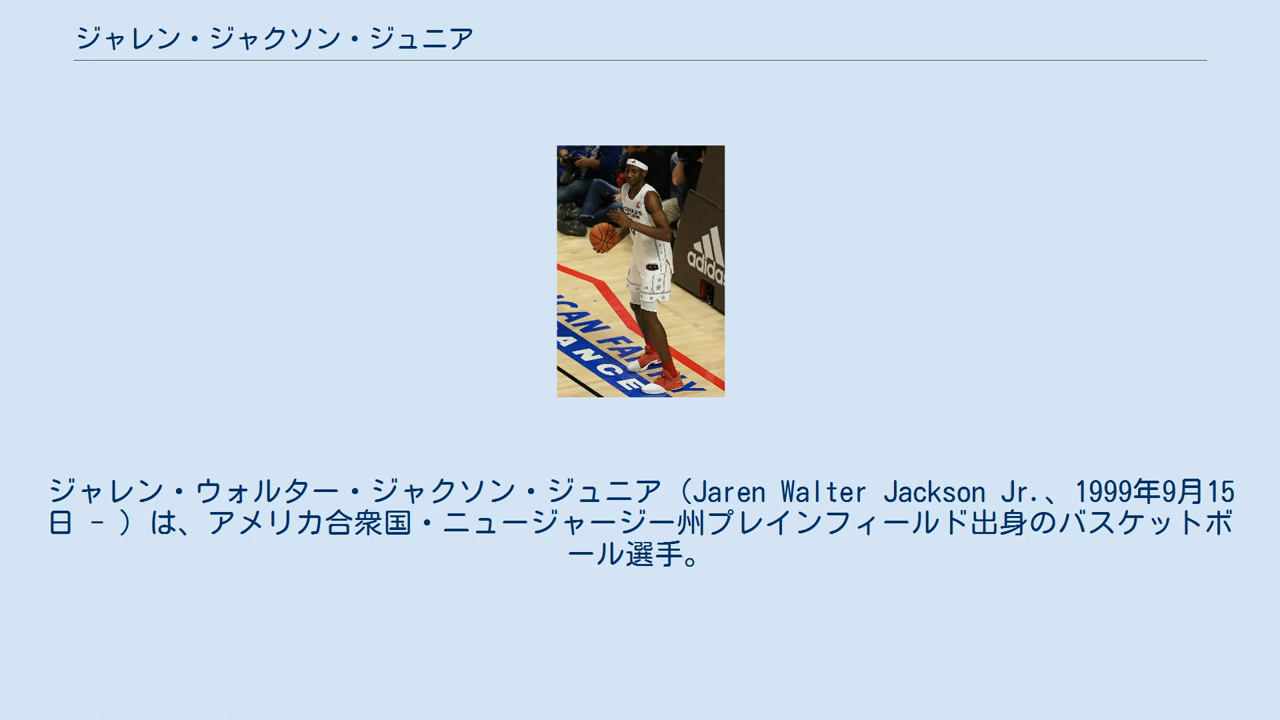 ジャレン・ジャクソン・ジュニア
adidas
ICAN FAMILY
ANCE
ジャレン・ウォルター・ジャクソン・ジュニア（Jaren Walter Jackson Jr.、1999年9月15
日 - ）は、アメリカ合衆国・ニュージャージー州プレインフィールド出身のバスケットボ
ール選手。